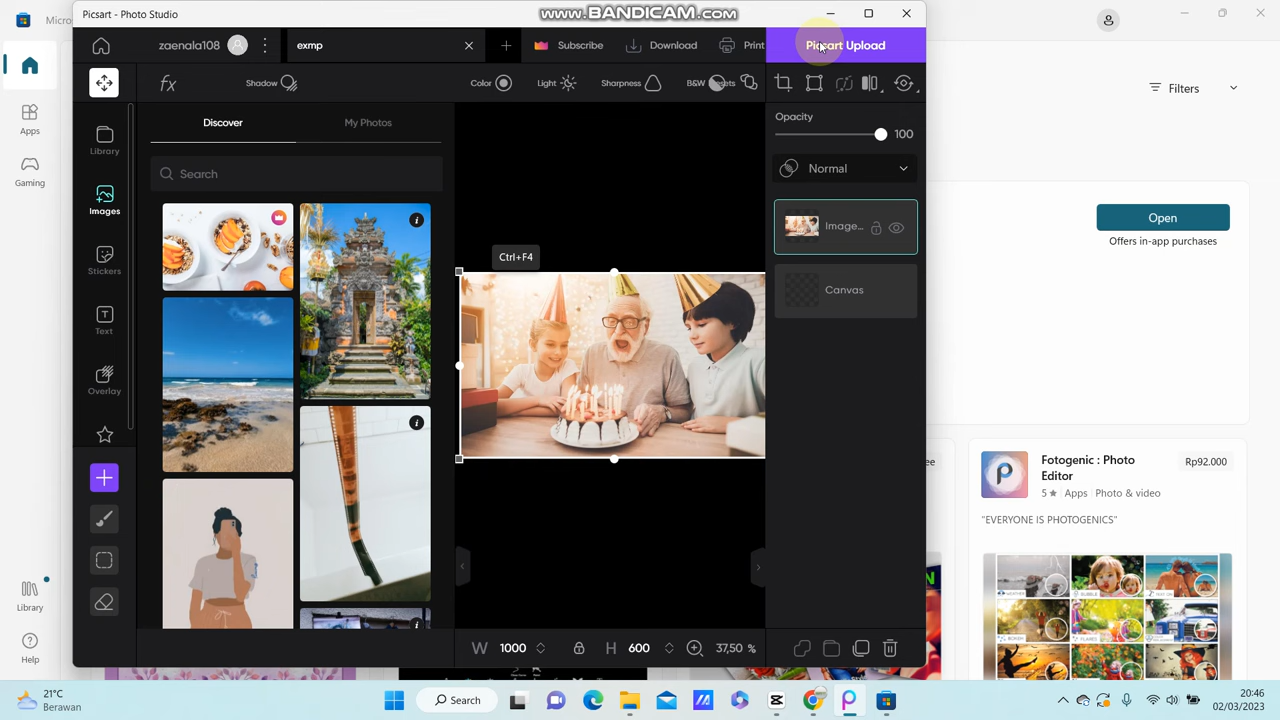 Micros
Picsart - Photo Studio
www.BANDICAM.com
zaenala108
exmp
Subscribe
Download
Print
Picsart Upload
fx
Shadow
Color
Light
Sharpness
B&W
Filters
Apps
Gaming
Library
Help
Library
Images
Stickers
Text
Overlay
Discover
My Photos
Search
Ctrl+F4
Opacity
100
Normal
Image...
Canvas
Open
Offers in-app purchases
Fotogenic : Photo
Editor
Rp92.000
5★ Apps Photo & video
"EVERYONE IS PHOTOGENICS"
W 1000
H 600
37,50 %
21°C
Berawan
Search
20:46
02/03/2023